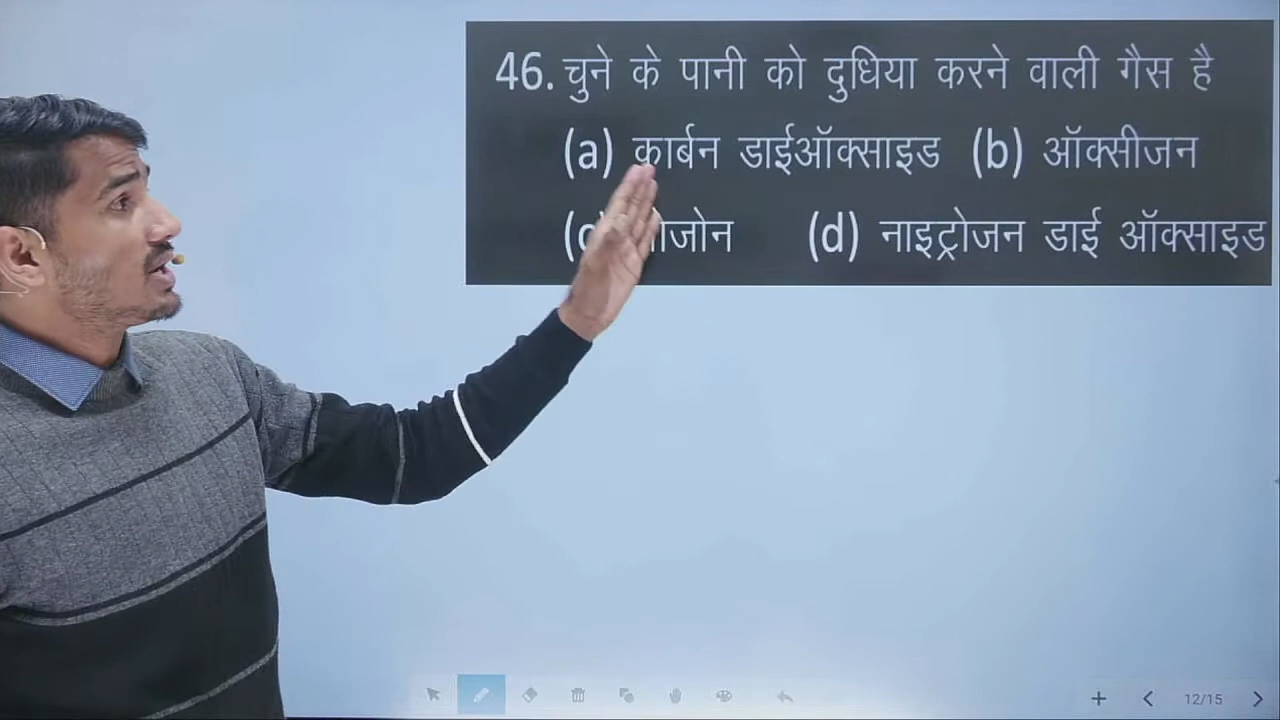 46. चुने के पानी को दुधिया करने वाली गैस है
(a) कार्बन डाईऑक्साइड (b) ऑक्सीजन
(d) नाइट्रोजन डाई ऑक्साइड
12/15